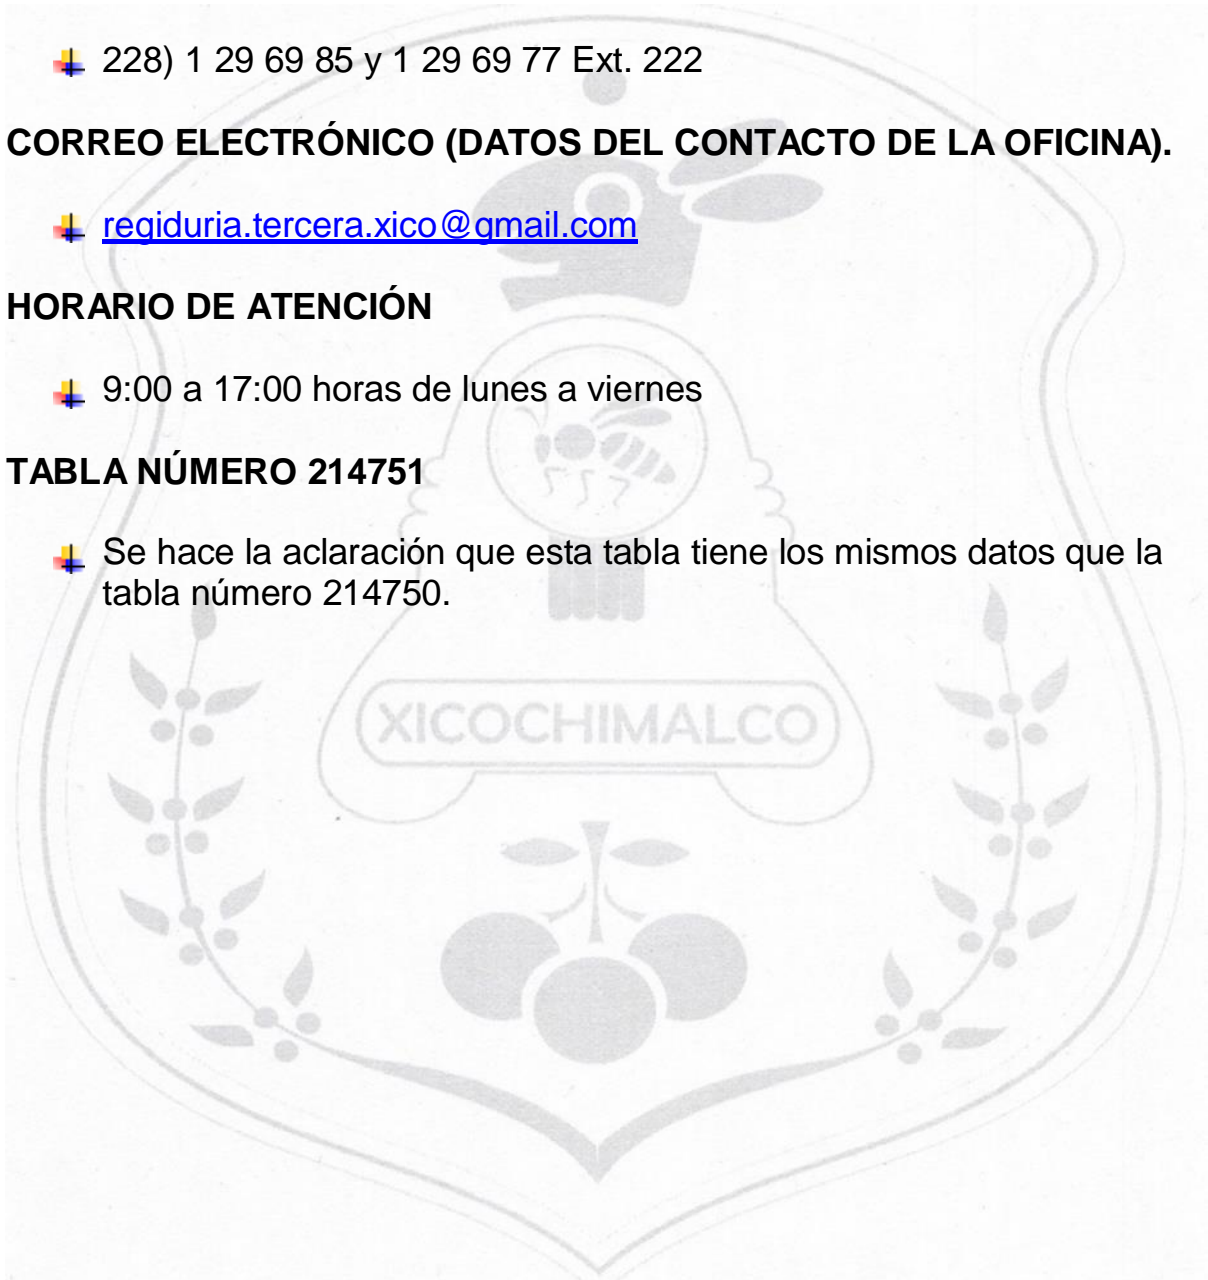 228) 1 29 69 85 y 1 29 69 77 Ext. 222
CORREO ELECTRÓNICO (DATOS DEL CONTACTO DE LA OFICINA).
regiduria.tercera.xico@gmail.com
HORARIO DE ATENCIÓN
9:00 a 17:00 horas de lunes a viernes
TABLA NÚMERO 214751
Se hace la aclaración que esta tabla tiene los mismos datos que la
tabla número 214750.
XICOCHIMALCO